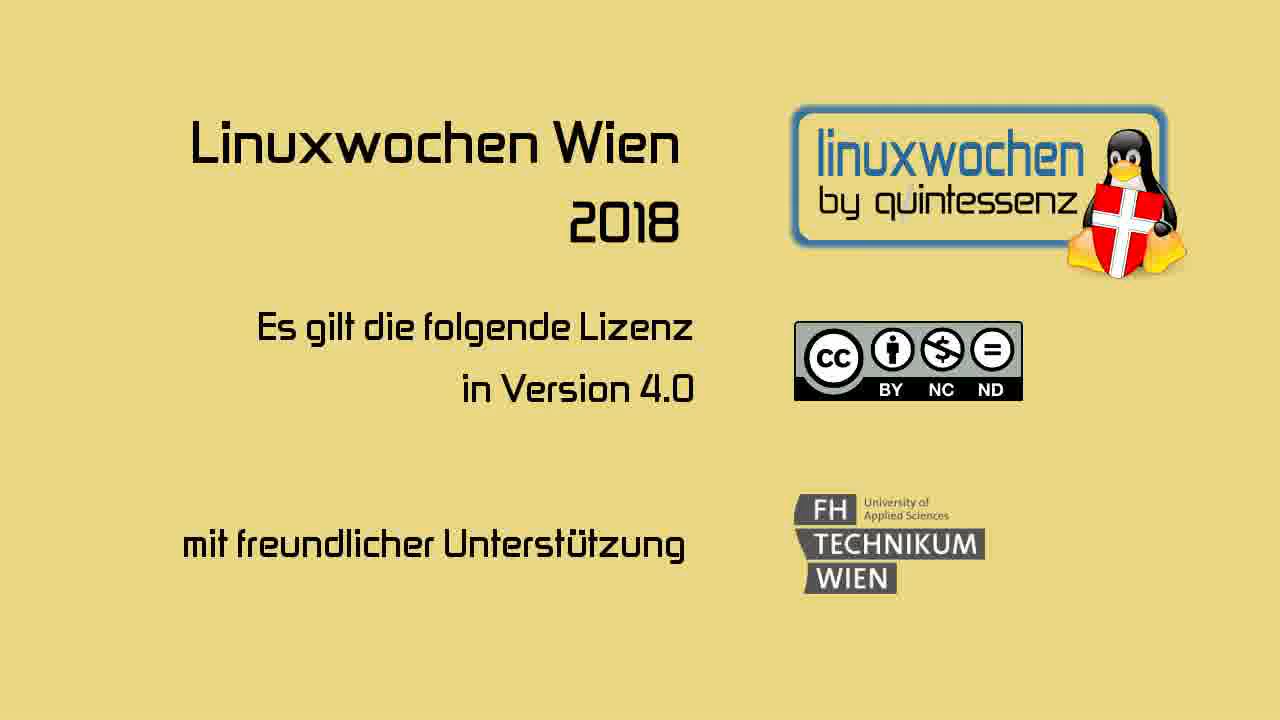 Linuxwochen Wien
2018
linuxwochen
by quintessenz
Es gilt die folgende Lizenz
in Version 4.0
cc
BY NC ND
mit freundlicher Unterstützung
FH University of
Applied Sciences
TECHNIKUM
WIEN